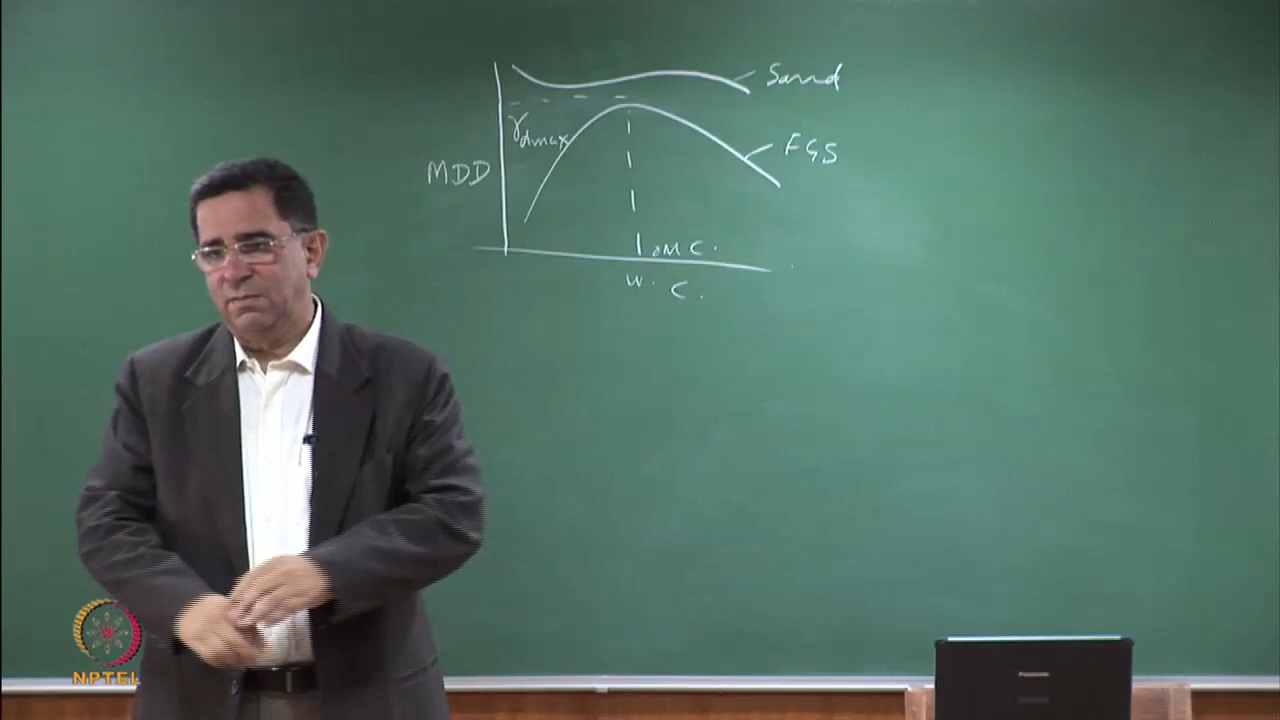 Sand
γdmax
FGS
MDD
OMC.
W.C.
NPTEL
Panasonic